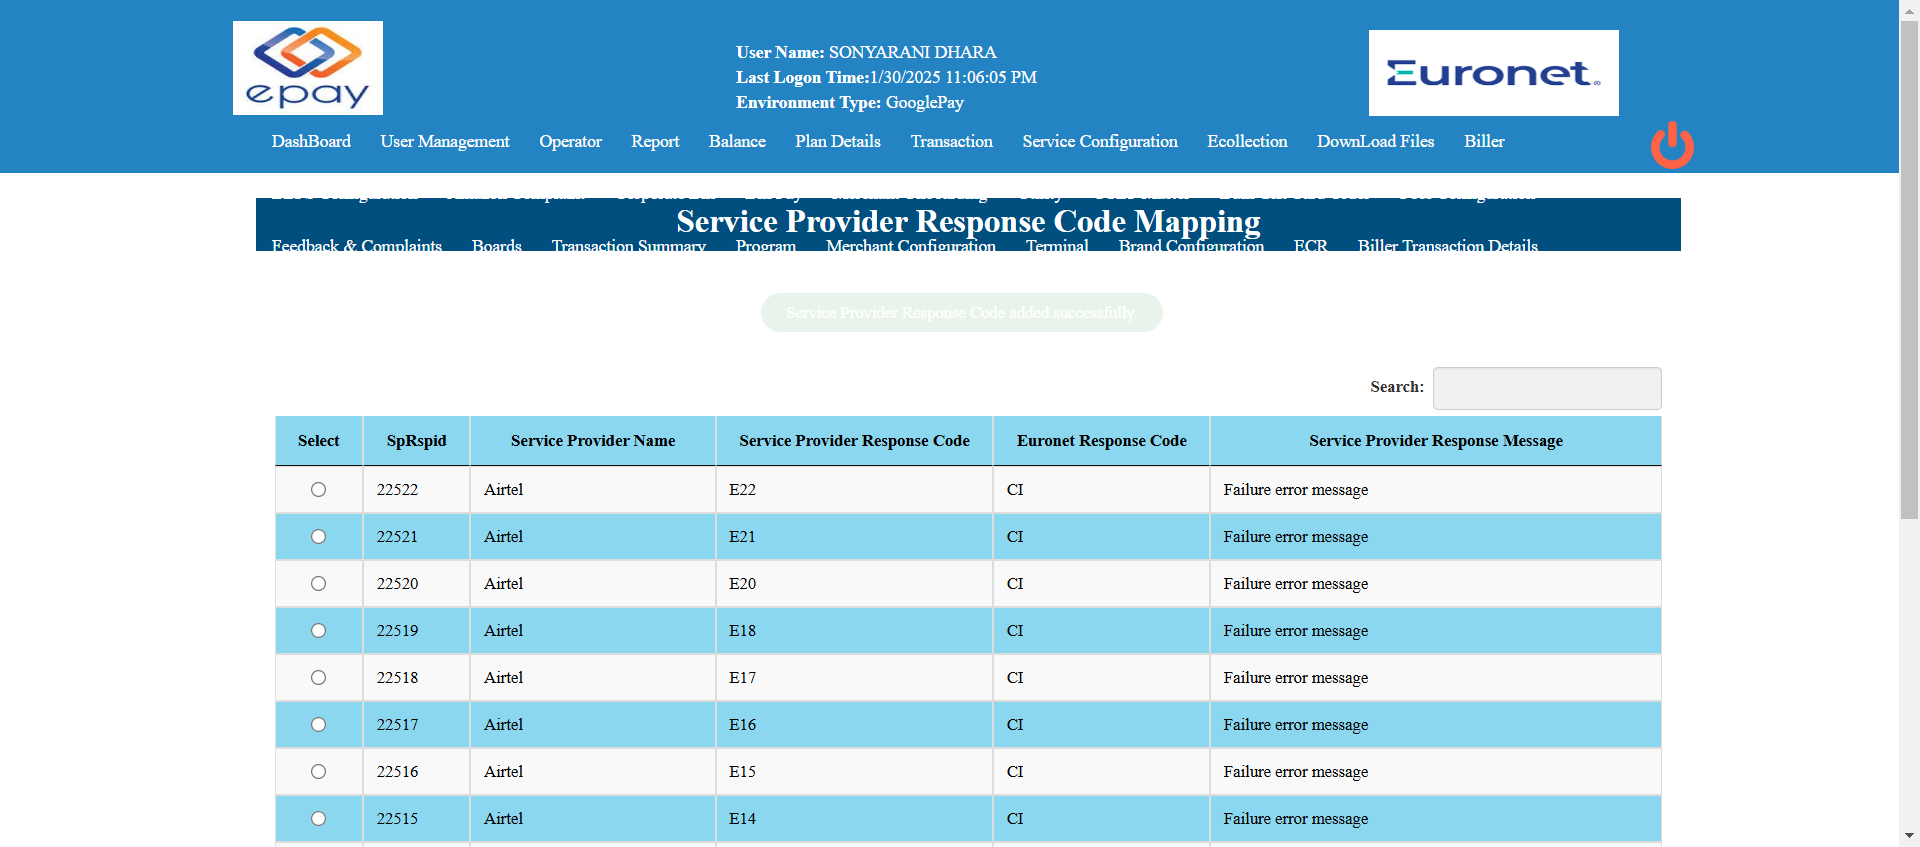 epay
User Name: SONYARANI DHARA
Last Logon Time:1/30/2025 11:06:05 PM
Environment Type: GooglePay
Euronet
DashBoard User Management Operator Report Balance Plan Details Transaction Service Configuration Ecollection DownLoad Files Biller
Service Provider Response Code Mapping
Feedback & Complaints Boards Transaction Summary Program Merchant Configuration Terminal Brand Configuration ECR Biller Transaction Details
Service Provider Response Code added successfully
Search:
Select SpRspid Service Provider Name Service Provider Response Code Euronet Response Code Service Provider Response Message
22522 Airtel E22 CI Failure error message
22521 Airtel E21 CI Failure error message
22520 Airtel E20 CI Failure error message
22519 Airtel E18 CI Failure error message
22518 Airtel E17 CI Failure error message
22517 Airtel E16 CI Failure error message
22516 Airtel E15 CI Failure error message
22515 Airtel E14 CI Failure error message